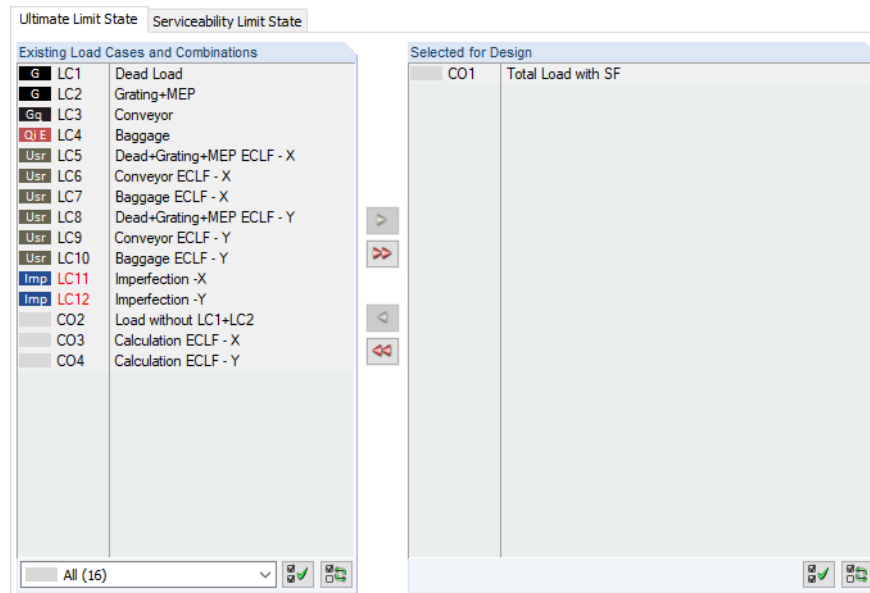 Ultimate Limit State Serviceability Limit State
Existing Load Cases and Combinations
G LC1 Dead Load
G LC2 Grating+MEP
Gq LC3 Conveyor
Qi E LC4 Baggage
Usr LC5 Dead+Grating+MEP ECLF - X
Usr LC6 Conveyor ECLF - X
Usr LC7 Baggage ECLF - X
Usr LC8 Dead+Grating+MEP ECLF - Y
Usr LC9 Conveyor ECLF - Y
Usr LC10 Baggage ECLF - Y
Imp LC11 Imperfection -X
Imp LC12 Imperfection -Y
CO2 Load without LC1+LC2
CO3 Calculation ECLF - X
CO4 Calculation ECLF - Y
All (16)
Selected for Design
CO1 Total Load with SF